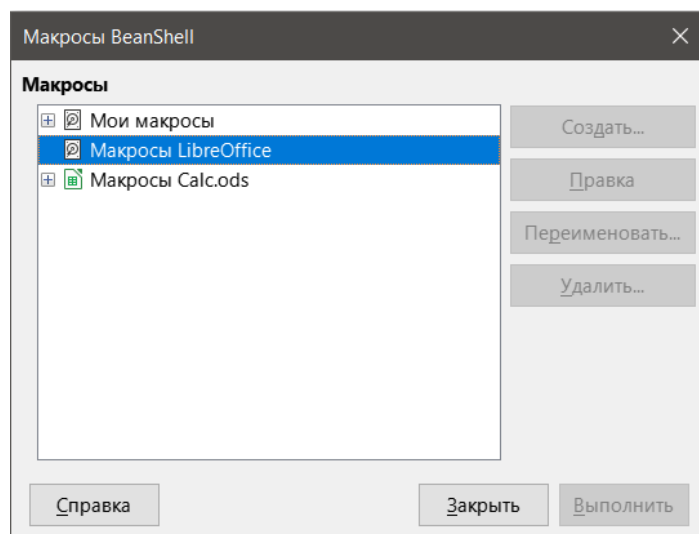 Макросы BeanShell
Макросы
Мои макросы
Создать...
Макросы LibreOffice
Макросы Calc.ods
Правка
Переименовать...
Удалить...
Справка
Закрыть
Выполнить